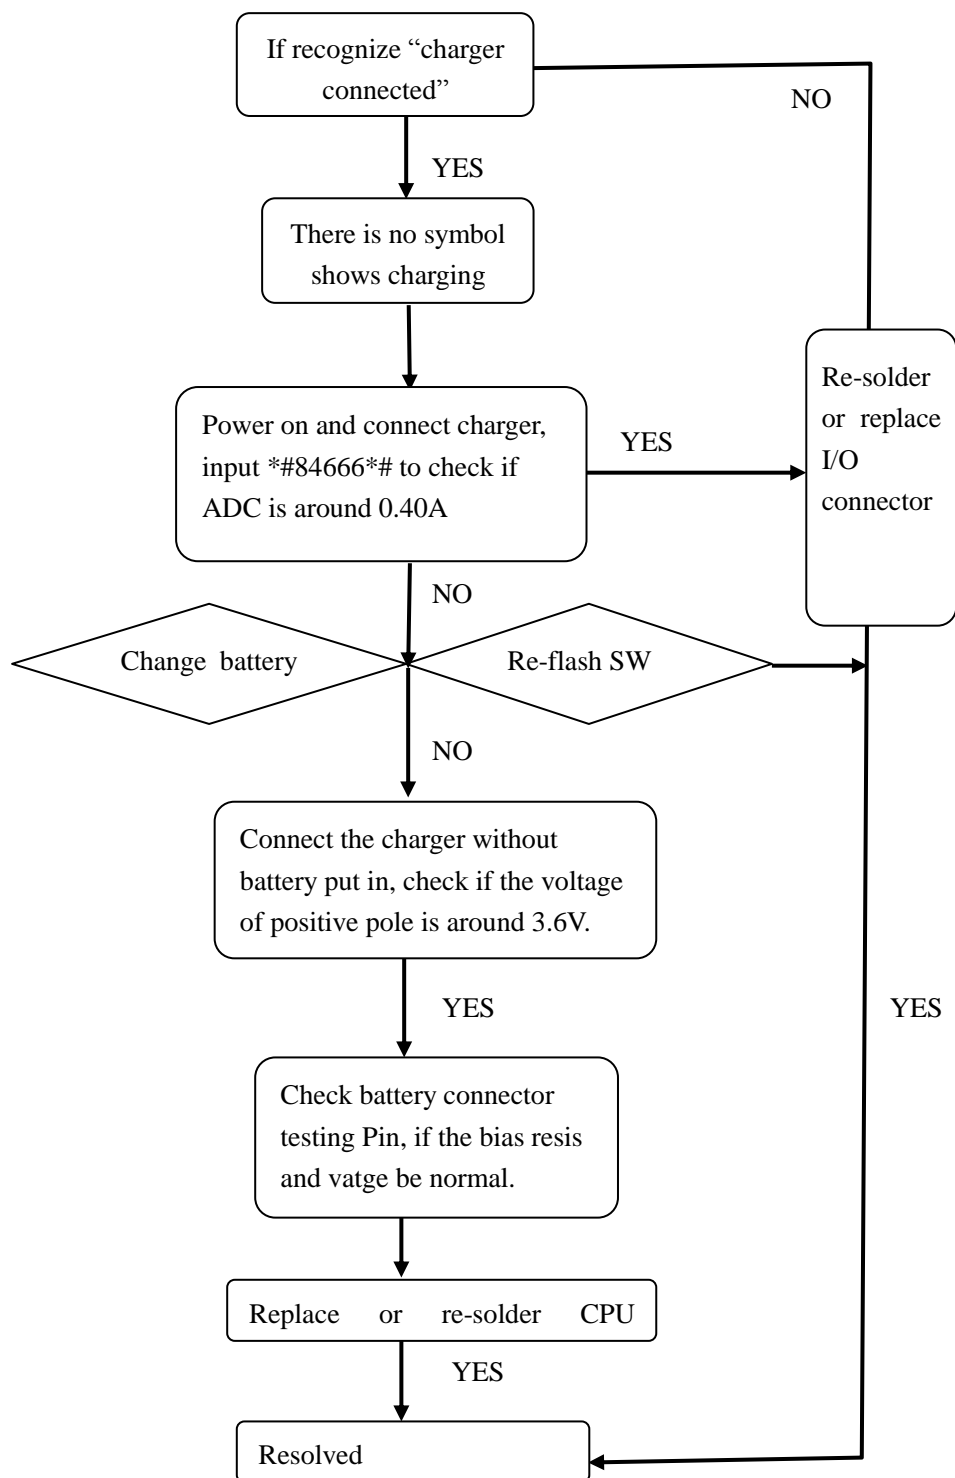 If recognize “charger
connected”
NO
YES
There is no symbol
shows charging
Power on and connect charger,
input *#84666*# to check if
ADC is around 0.40A
YES
Re-solder
or replace
I/O
connector
NO
Change battery
Re-flash SW
NO
Connect the charger without
battery put in, check if the voltage
of positive pole is around 3.6V.
YES
YES
Check battery connector
testing Pin, if the bias resis
and vatge be normal.
Replace or re-solder CPU
YES
Resolved